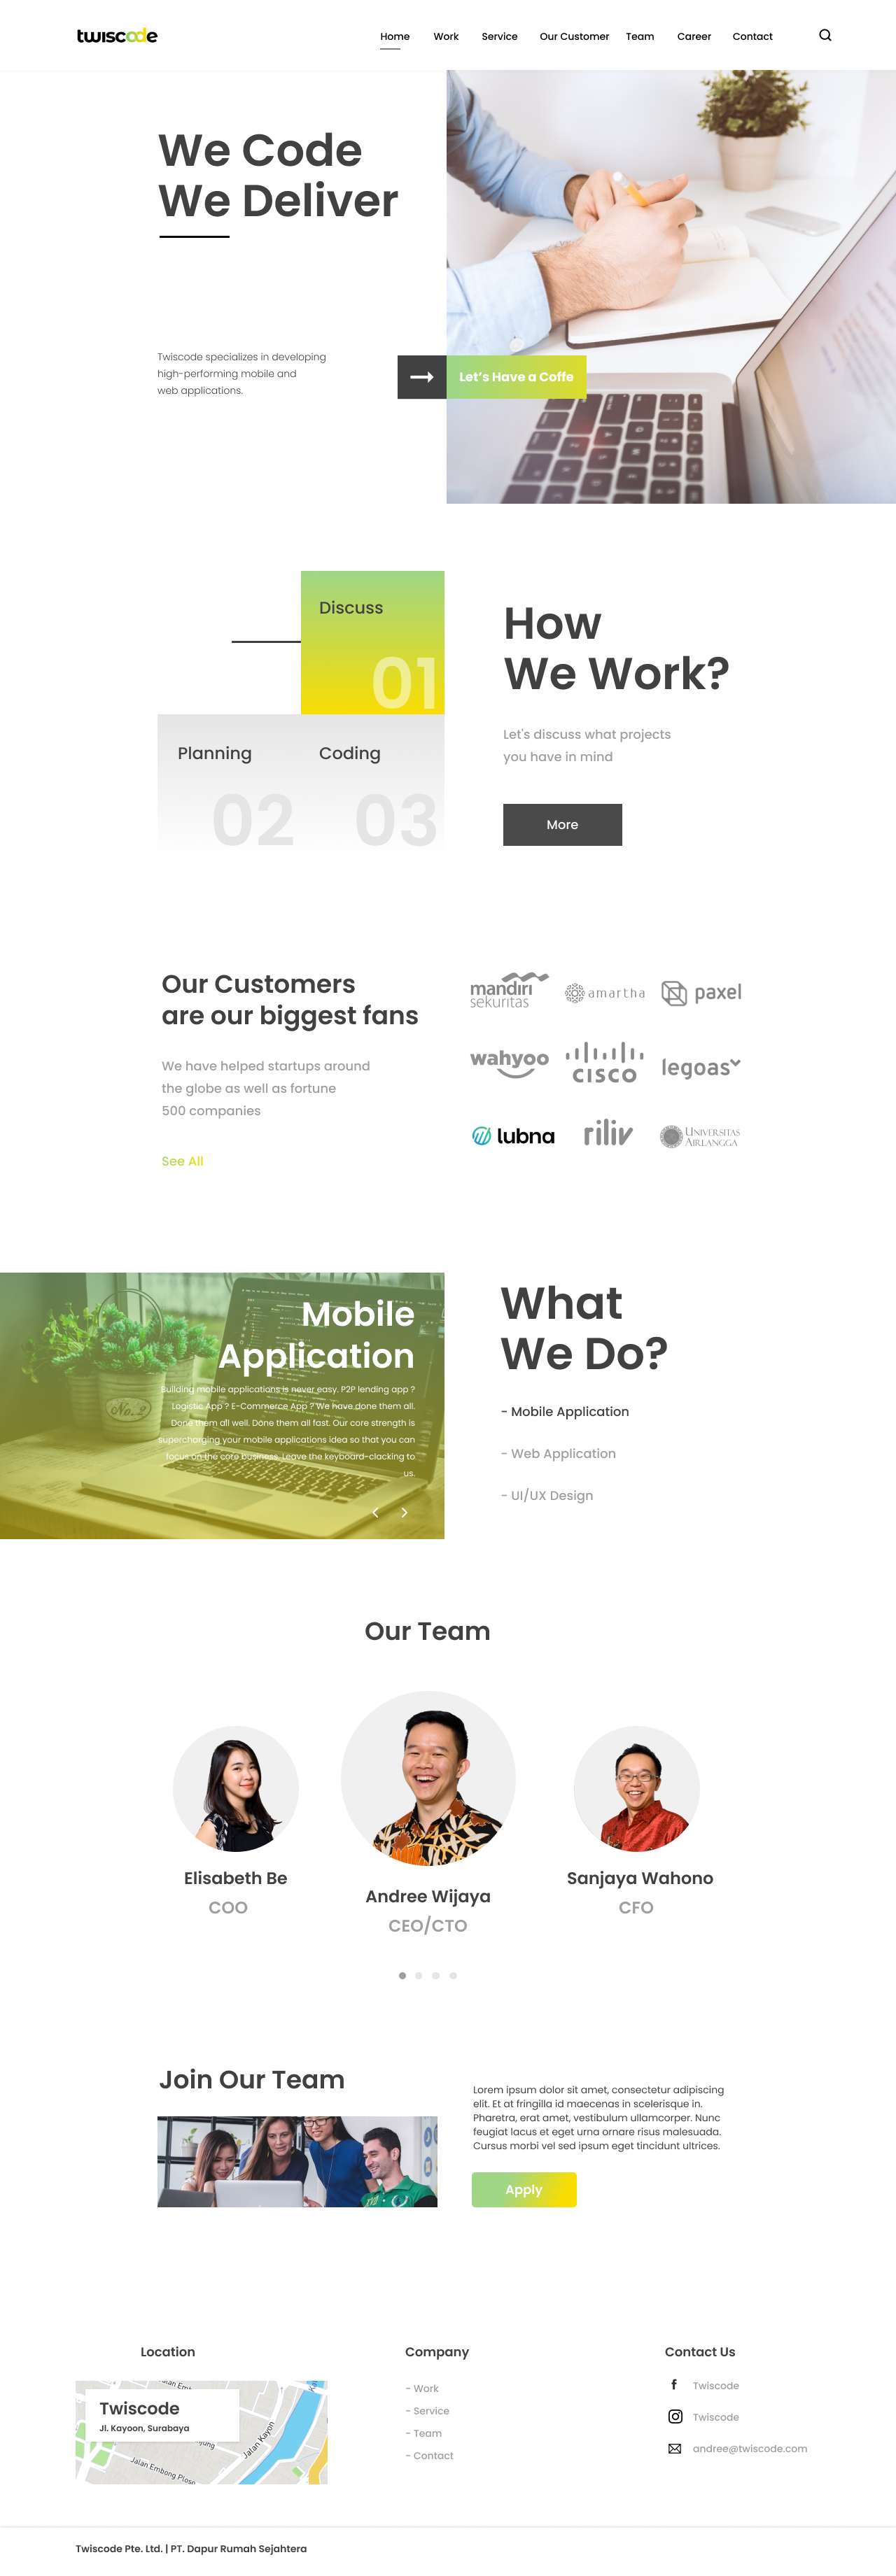 twiscode
Home Work Service Our Customer Team Career Contact
We Code
We Deliver
Twiscode specializes in developing
high-performing mobile and
web applications.
Let's Have a Coffe
Discuss
01
Planning
02
Coding
03
How
We Work?
Let's discuss what projects
you have in mind
More
Our Customers
are our biggest fans
We have helped startups around
the globe as well as fortune
500 companies
See All
mandiri
sekuritas
amartha
paxel
wahyoo
CISCO
legoas
lubna
riliv
UNIVERSITAS
AIRLANGGA
Mobile
Application
Building mobile applications is never easy. P2P lending app ?
Logistic App ? E-Commerce App ? We have done them all.
Done them all well. Done them all fast. Our core strength is
supercharging your mobile applications idea so that you can
focus on the core business. Leave the keyboard-clacking to
us.
No. 2
What
We Do?
- Mobile Application
- Web Application
- UI/UX Design
Our Team
Elisabeth Be
COO
Andree Wijaya
CEO/CTO
Sanjaya Wahono
CFO
Join Our Team
Lorem ipsum dolor sit amet, consectetur adipiscing
elit. Et at fringilla id maecenas in scelerisque in.
Pharetra, erat amet, vestibulum ullamcorper. Nunc
feugiat lacus et eget urna ornare risus malesuada.
Cursus morbi vel sed ipsum eget tincidunt ultrices.
Apply
Location
Twiscode
Jl. Kayoon, Surabaya
Jalan Kayon
Jalan Embong Ploso
Company
- Work
- Service
- Team
- Contact
Contact Us
Twiscode
Twiscode
andree@twiscode.com
Twiscode Pte. Ltd. | PT. Dapur Rumah Sejahtera